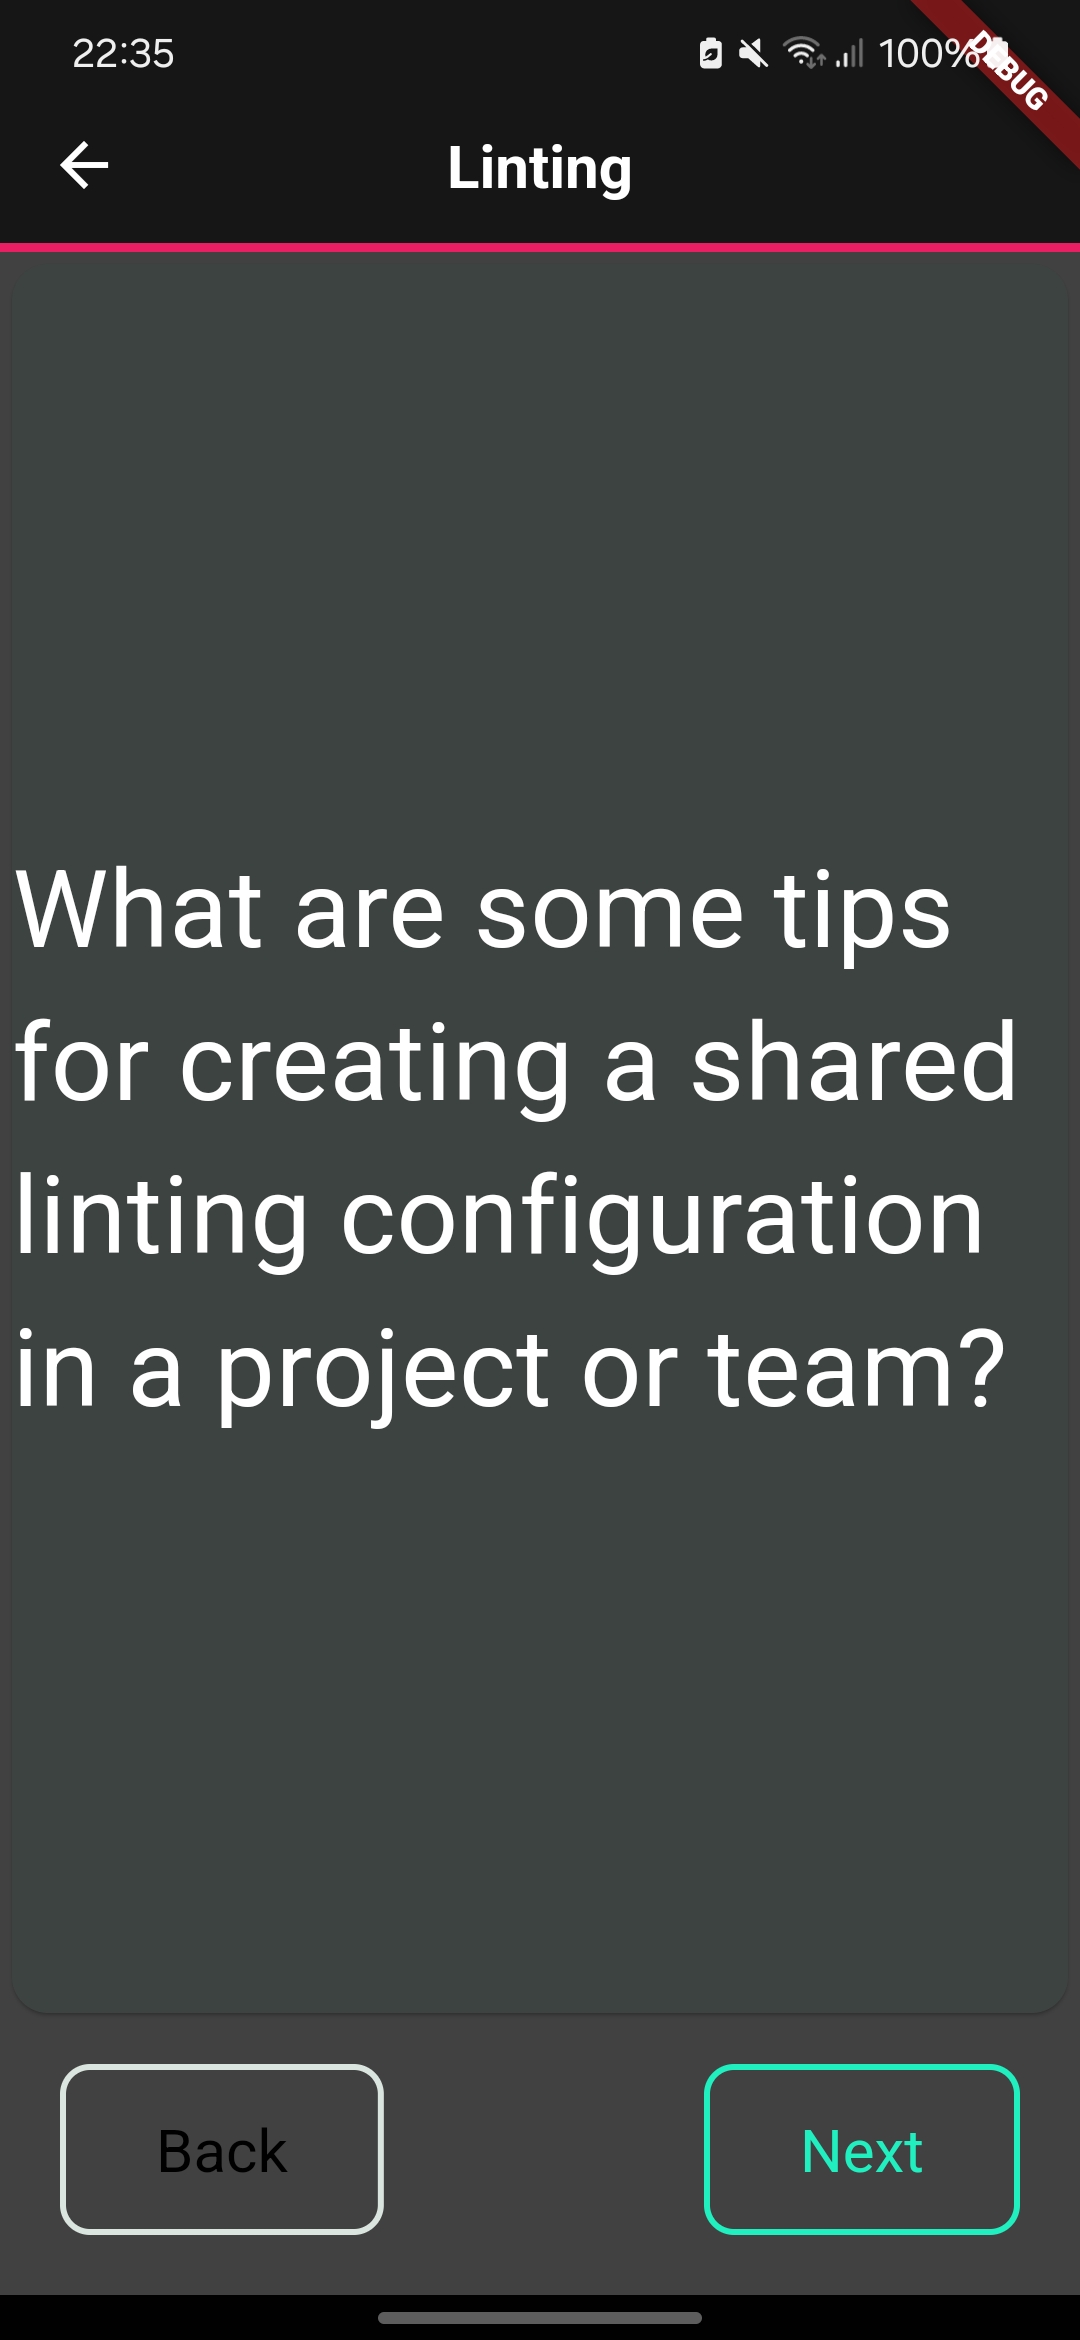 22:35
100%
DEBUG
Linting
What are some tips
for creating a shared
linting configuration
in a project or team?
Back
Next